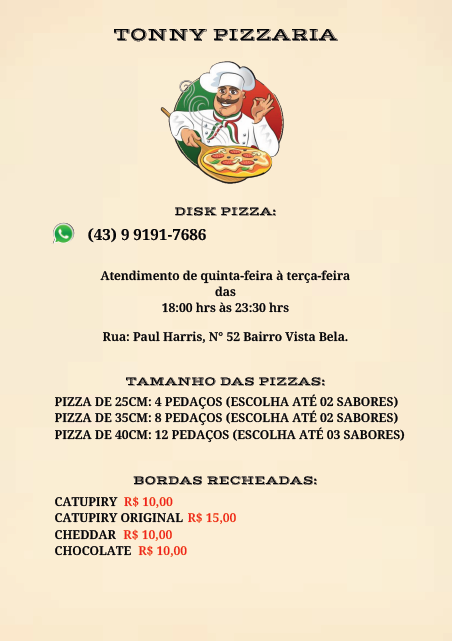 TONNY PIZZARIA
DISK PIZZA:
(43) 9 9191-7686
Atendimento de quinta-feira à terça-feira
das
18:00 hrs às 23:30 hrs
Rua: Paul Harris, N° 52 Bairro Vista Bela.
TAMANHO DAS PIZZAS:
PIZZA DE 25CM: 4 PEDAÇOS (ESCOLHA ATÉ 02 SABORES)
PIZZA DE 35CM: 8 PEDAÇOS (ESCOLHA ATÉ 02 SABORES)
PIZZA DE 40CM: 12 PEDAÇOS (ESCOLHA ATÉ 03 SABORES)
BORDAS RECHEADAS:
CATUPIRY R$ 10,00
CATUPIRY ORIGINAL R$ 15,00
CHEDDAR R$ 10,00
CHOCOLATE R$ 10,00